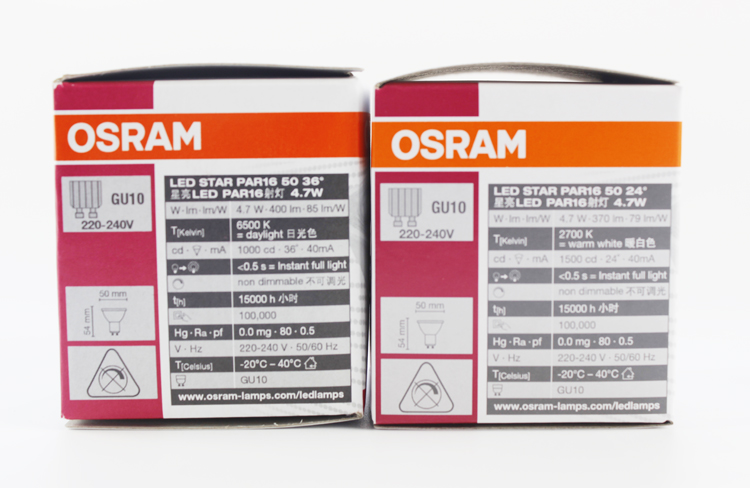 OSRAM
GU10
220-240V
50 mm
54 mm
LED STAR PAR16 50 36°
星亮LED PAR16射灯 4.7W
W·lm·lm/W 4.7 W·400 lm·85 lm/W
T[Kelvin] 6500 K
= daylight 日光色
cd · mA 1000 cd · 36° · 40mA
<0.5 s = Instant full light
non dimmable 不可调光
t[h] 15000 h 小时
100,000
Hg·Ra·pf 0.0 mg · 80 · 0.5
V·Hz 220-240 V · 50/60 Hz
T[Celsius] -20°C – 40°C
GU10
www.osram-lamps.com/ledlamps
OSRAM
GU10
220-240V
50 mm
54 mm
LED STAR PAR16 50 24°
星亮LED PAR16射灯 4.7W
W·lm·lm/W 4.7 W·370 lm·79 lm/W
T[Kelvin] 2700 K
= warm white 暖白色
cd · mA 1500 cd · 24° · 40mA
<0.5 s = Instant full light
non dimmable 不可调光
t[h] 15000 h 小时
100,000
Hg·Ra·pf 0.0 mg · 80 · 0.5
V·Hz 220-240 V · 50/60 Hz
T[Celsius] -20°C – 40°C
GU10
www.osram-lamps.com/ledlamps